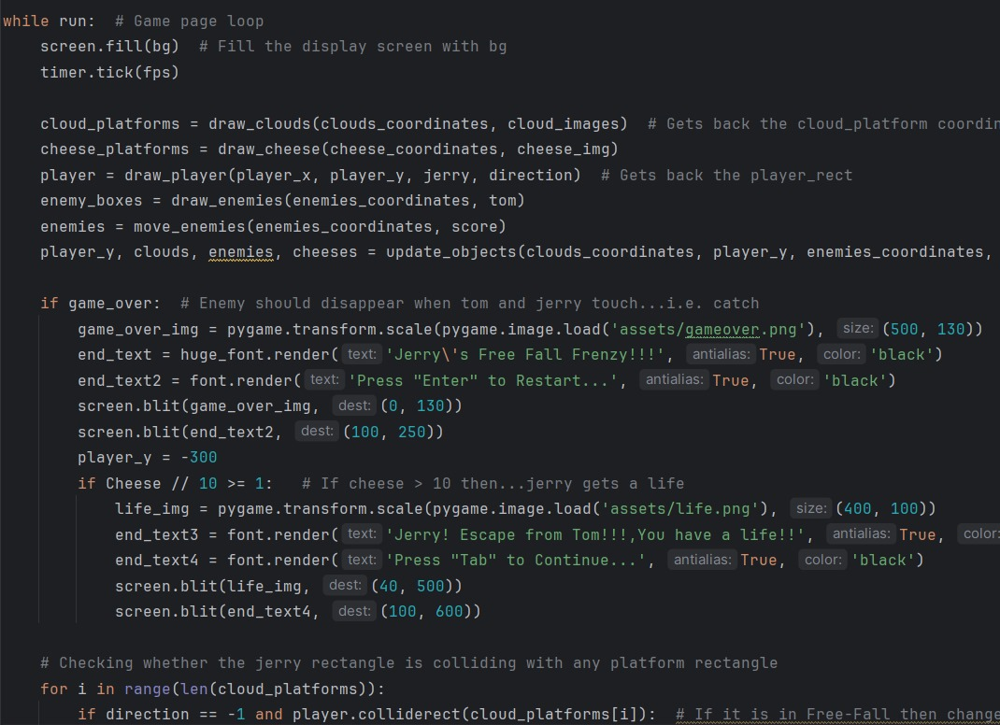 while run:  # Game page loop
    screen.fill(bg)  # Fill the display screen with bg
    timer.tick(fps)
    cloud_platforms = draw_clouds(clouds_coordinates, cloud_images)  # Gets back the cloud_platform coordin
    cheese_platforms = draw_cheese(cheese_coordinates, cheese_img)
    player = draw_player(player_x, player_y, jerry, direction)  # Gets back the player_rect
    enemy_boxes = draw_enemies(enemies_coordinates, tom)
    enemies = move_enemies(enemies_coordinates, score)
    player_y, clouds, enemies, cheeses = update_objects(clouds_coordinates, player_y, enemies_coordinates,
    if game_over:  # Enemy should disappear when tom and jerry touch...i.e. catch
        game_over_img = pygame.transform.scale(pygame.image.load('assets/gameover.png'), size: (500, 130))
        end_text = huge_font.render( text: 'Jerry\'s Free Fall Frenzy!!!', antialias: True, color: 'black')
        end_text2 = font.render( text: 'Press "Enter" to Restart...', antialias: True, color: 'black')
        screen.blit(game_over_img, dest: (0, 130))
        screen.blit(end_text2, dest: (100, 250))
        player_y = -300
        if Cheese // 10 >= 1:   # If cheese > 10 then...jerry gets a life
            life_img = pygame.transform.scale(pygame.image.load('assets/life.png'), size: (400, 100))
            end_text3 = font.render( text: 'Jerry! Escape from Tom!!!,You have a life!!', antialias: True, color:
            end_text4 = font.render( text: 'Press "Tab" to Continue...', antialias: True, color: 'black')
            screen.blit(life_img, dest: (40, 500))
            screen.blit(end_text4, dest: (100, 600))
    # Checking whether the jerry rectangle is colliding with any platform rectangle
    for i in range(len(cloud_platforms)):
        if direction == -1 and player.colliderect(cloud_platforms[i]):  # If it is in Free-Fall then change